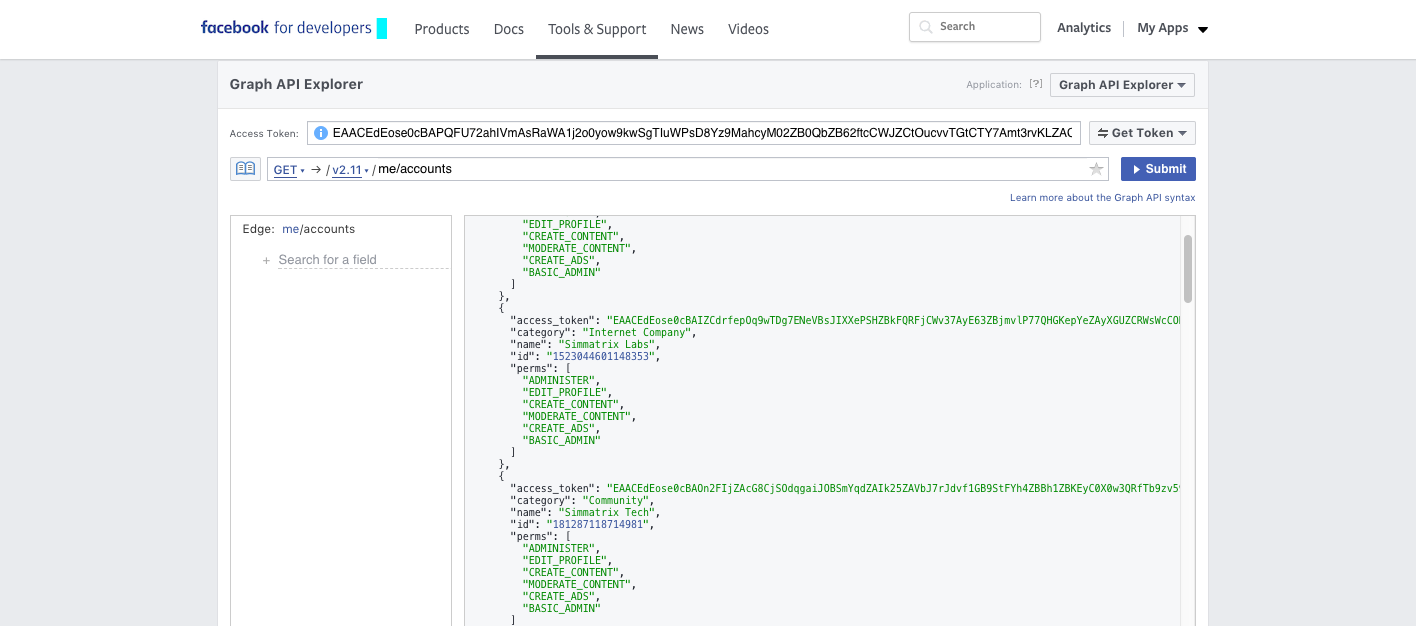 facebook for developers
Products
Docs
Tools & Support
News
Videos
Search
Analytics
My Apps
Graph API Explorer
Application: [?]
Graph API Explorer
Access Token:
EAACEdEose0cBAPQFU72ahIVmAsRaWA1j2o0yow9kwSgTIuWPsD8Yz9MahcyM02ZB0QbZB62ftcCWJZCtOucvvTGtCTY7Amt3rvKLZAC
Get Token
GET → / v2.11 / me/accounts
Submit
Learn more about the Graph API syntax
Edge: me/accounts
+ Search for a field
"EDIT_PROFILE",
"CREATE_CONTENT",
"MODERATE_CONTENT",
"CREATE_ADS",
"BASIC_ADMIN"
]
},
{
"access_token": "EAACEdEose0cBAIZCdrfepOq9wTDg7ENeVBsJIXXePSHZBkFQRFjCWv37AyE63ZBjmvlP77QHGKepYeZAyXGUZCRWsWcCO
"category": "Internet Company",
"name": "Simmatrix Labs",
"id": "1523044601148353",
"perms": [
"ADMINISTER",
"EDIT_PROFILE",
"CREATE_CONTENT",
"MODERATE_CONTENT",
"CREATE_ADS",
"BASIC_ADMIN"
]
},
{
"access_token": "EAACEdEose0cBAOn2FIjZAcG8CjSOdqgaiJOBSmYqdZAIk25ZAVbJ7rJdvf1GB9StFYh4ZBBh1ZBKEyC0X0w3QRfTb9zv5
"category": "Community",
"name": "Simmatrix Tech",
"id": "181287118714981",
"perms": [
"ADMINISTER",
"EDIT_PROFILE",
"CREATE_CONTENT",
"MODERATE_CONTENT",
"CREATE_ADS",
"BASIC_ADMIN"
]